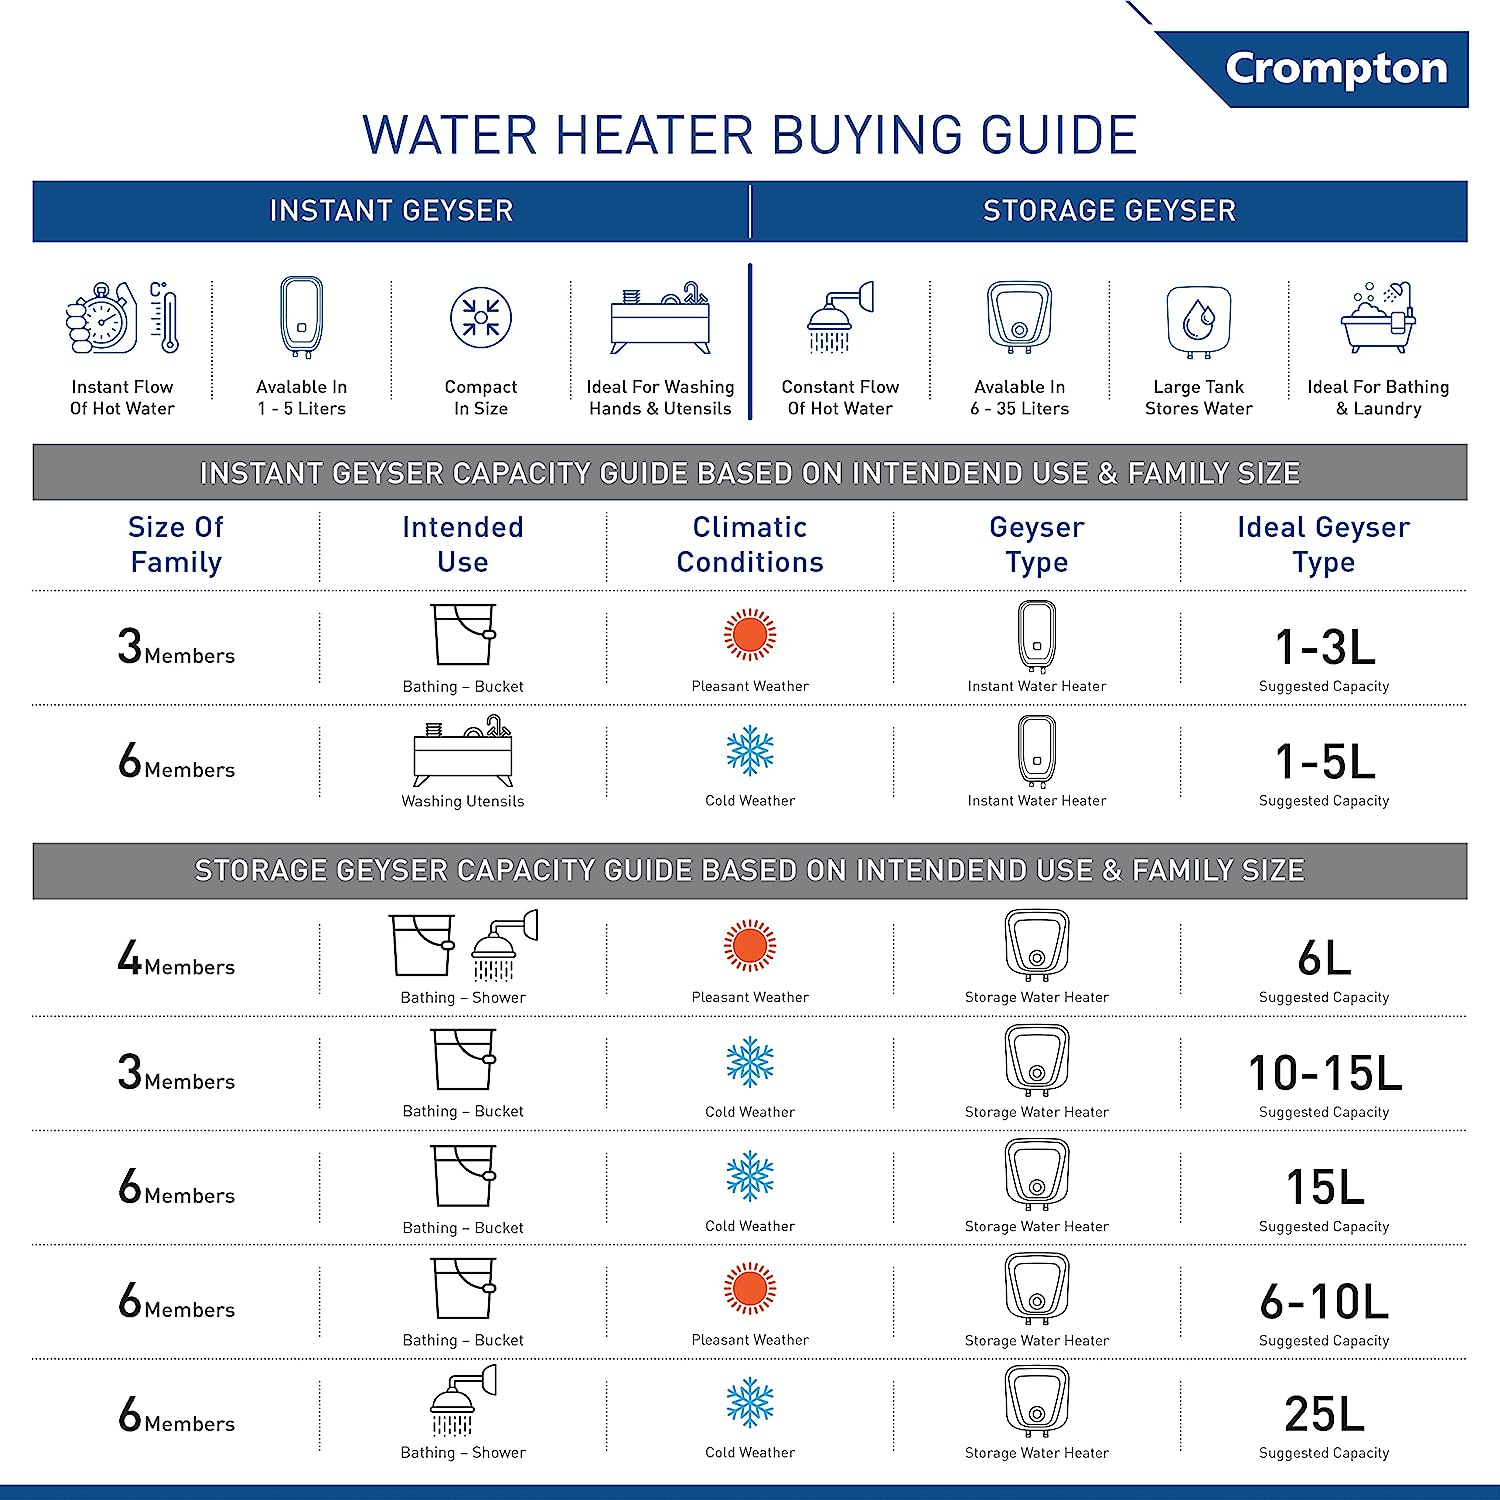 Crompton
WATER HEATER BUYING GUIDE
INSTANT GEYSER
STORAGE GEYSER
C°
Instant Flow
Of Hot Water
Avalable In
1 - 5 Liters
Compact
In Size
Ideal For Washing
Hands & Utensils
Constant Flow
Of Hot Water
Avalable In
6 - 35 Liters
Large Tank
Stores Water
Ideal For Bathing
& Laundry
INSTANT GEYSER CAPACITY GUIDE BASED ON INTENDEND USE & FAMILY SIZE
Size Of
Family
Intended
Use
Climatic
Conditions
Geyser
Type
Ideal Geyser
Type
3 Members
Bathing – Bucket
Pleasant Weather
Instant Water Heater
1-3L
Suggested Capacity
6 Members
Washing Utensils
Cold Weather
Instant Water Heater
1-5L
Suggested Capacity
STORAGE GEYSER CAPACITY GUIDE BASED ON INTENDEND USE & FAMILY SIZE
4 Members
Bathing – Shower
Pleasant Weather
Storage Water Heater
6L
Suggested Capacity
3 Members
Bathing – Bucket
Cold Weather
Storage Water Heater
10-15L
Suggested Capacity
6 Members
Bathing – Bucket
Cold Weather
Storage Water Heater
15L
Suggested Capacity
6 Members
Bathing – Bucket
Pleasant Weather
Storage Water Heater
6-10L
Suggested Capacity
6 Members
Bathing – Shower
Cold Weather
Storage Water Heater
25L
Suggested Capacity